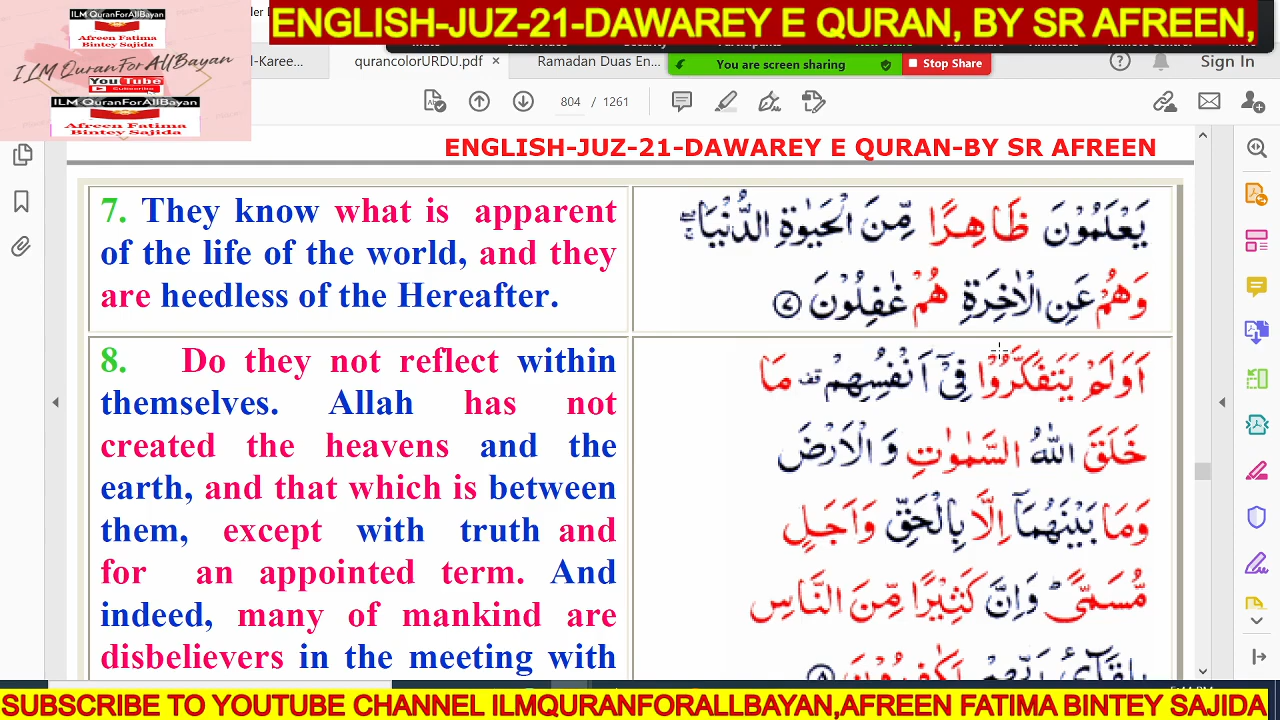 ILM QuranForAllBayan
Afreen Fatima
Bintey Sajida
ENGLISH-JUZ-21-DAWAREY E QURAN, BY SR AFREEN,
ILM QuranForAllBayan
YouTube
Subscribe
ILM QuranForAllBayan
Afreen Fatima
Bintey Sajida
l-Karee...
qurancolorURDU.pdf ×
Ramadan Duas En...
You are screen sharing
Stop Share
Sign In
804 / 1261
ENGLISH-JUZ-21-DAWAREY E QURAN-BY SR AFREEN
7. They know what is apparent
of the life of the world, and they
are heedless of the Hereafter.
يَعْلَمُوْنَ ظَاهِرًا مِّنَ الْحَيٰوةِ الدُّنْيَا ۖۚ
وَهُمْ عَنِ الْاٰخِرَةِ هُمْ غٰفِلُوْنَ ۷
8. Do they not reflect within
themselves. Allah has not
created the heavens and the
earth, and that which is between
them, except with truth and
for an appointed term. And
indeed, many of mankind are
disbelievers in the meeting with
اَوَلَمْ يَتَفَكَّرُوْا فِيْٓ اَنْفُسِهِمْ ۣ مَا
خَلَقَ اللّٰهُ السَّمٰوٰتِ وَ الْاَرْضَ
وَمَا بَيْنَهُمَآ اِلَّا بِالْحَقِّ وَاَجَلٍ
مُّسَمًّى ؕ وَاِنَّ كَثِيْرًا مِّنَ النَّاسِ
SUBSCRIBE TO YOUTUBE CHANNEL ILMQURANFORALLBAYAN,AFREEN FATIMA BINTEY SAJIDA